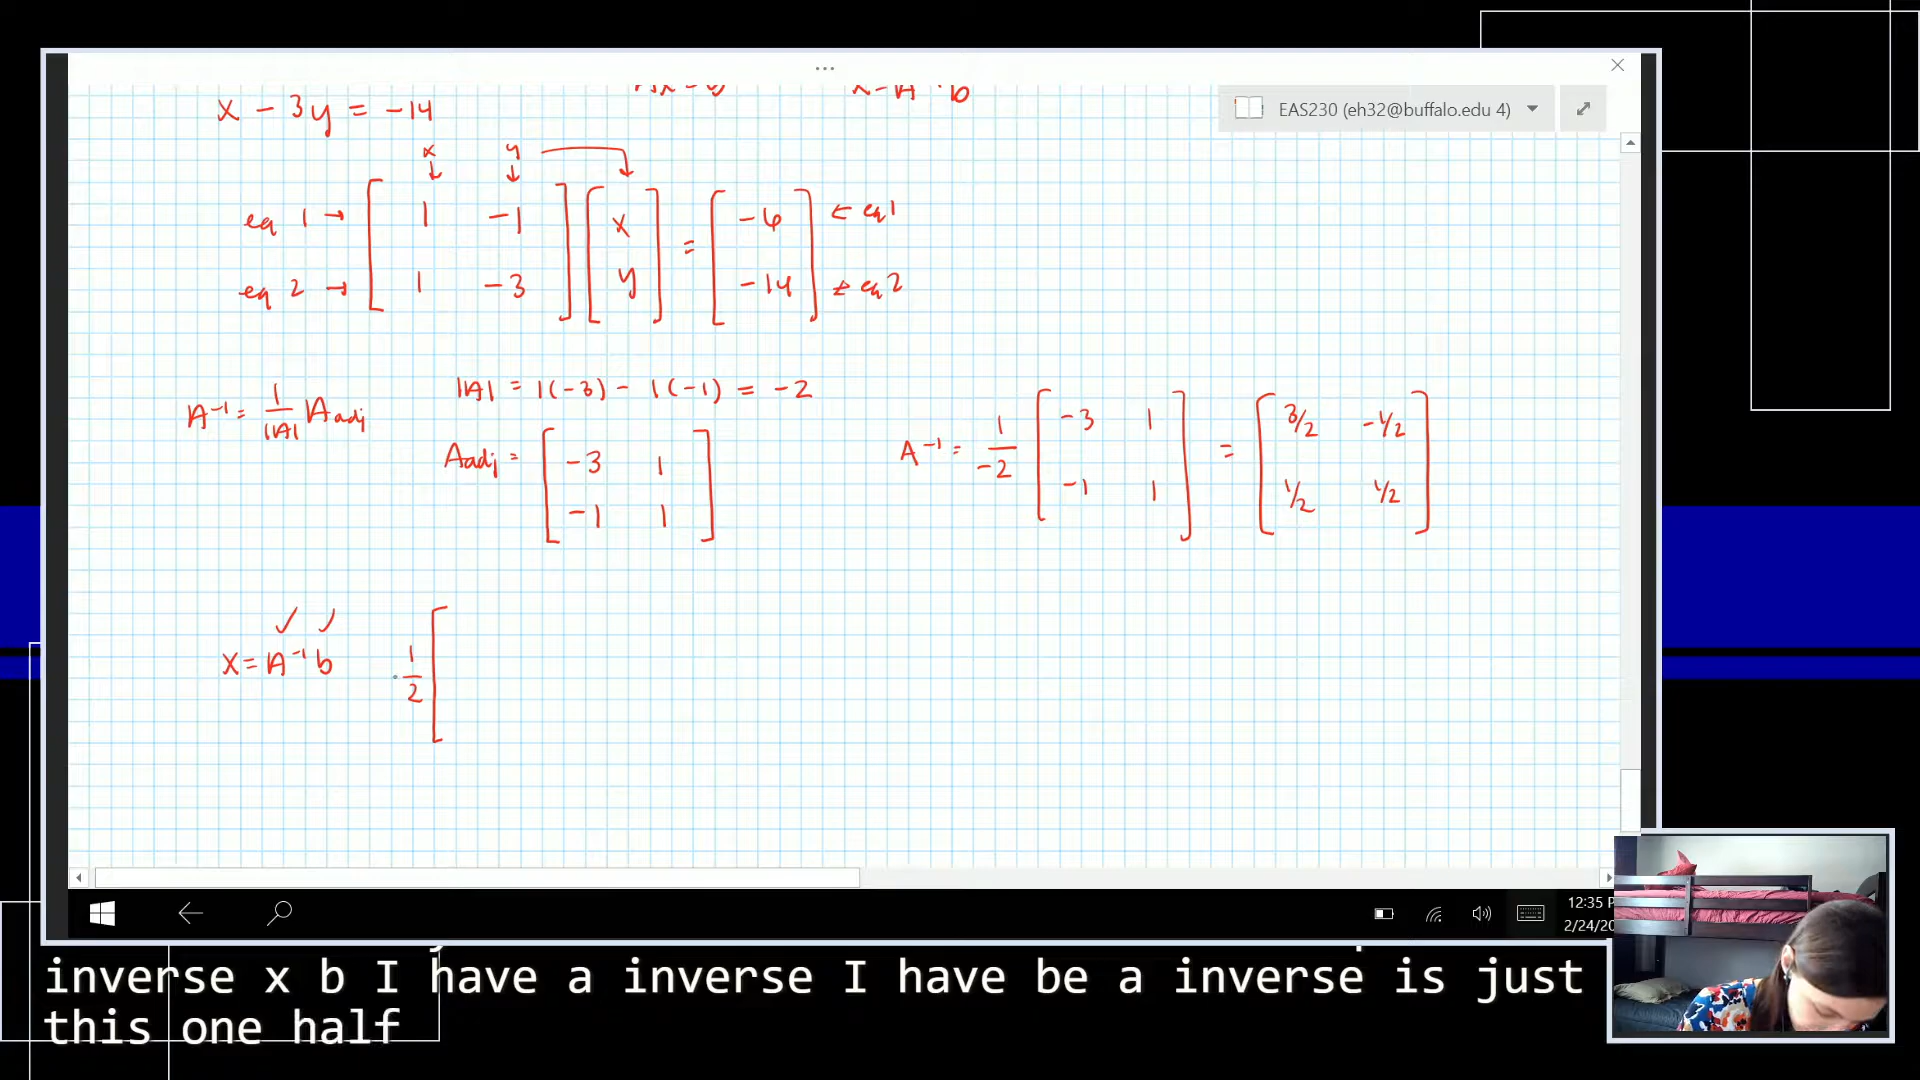 Ax = b x = A⁻¹ · b
x - 3y = -14
EAS230 (eh32@buffalo.edu 4)
x y
eq 1 → [ 1 -1 ] [ x ] = [ -6 ] ← eq1
eq 2 → [ 1 -3 ] [ y ] [ -14 ] ← eq 2
A⁻¹ = 1/|A| Aadj
|A| = 1(-3) - 1(-1) = -2
Aadj = [ -3 1
-1 1 ]
A⁻¹ = 1/-2 [ -3 1
-1 1 ] = [ 3/2 -1/2
1/2 1/2 ]
✓ ✓
x = A⁻¹ b 1/2 [
12:35 P
2/24/20
inverse x b I have a inverse I have be a inverse is just
this one half